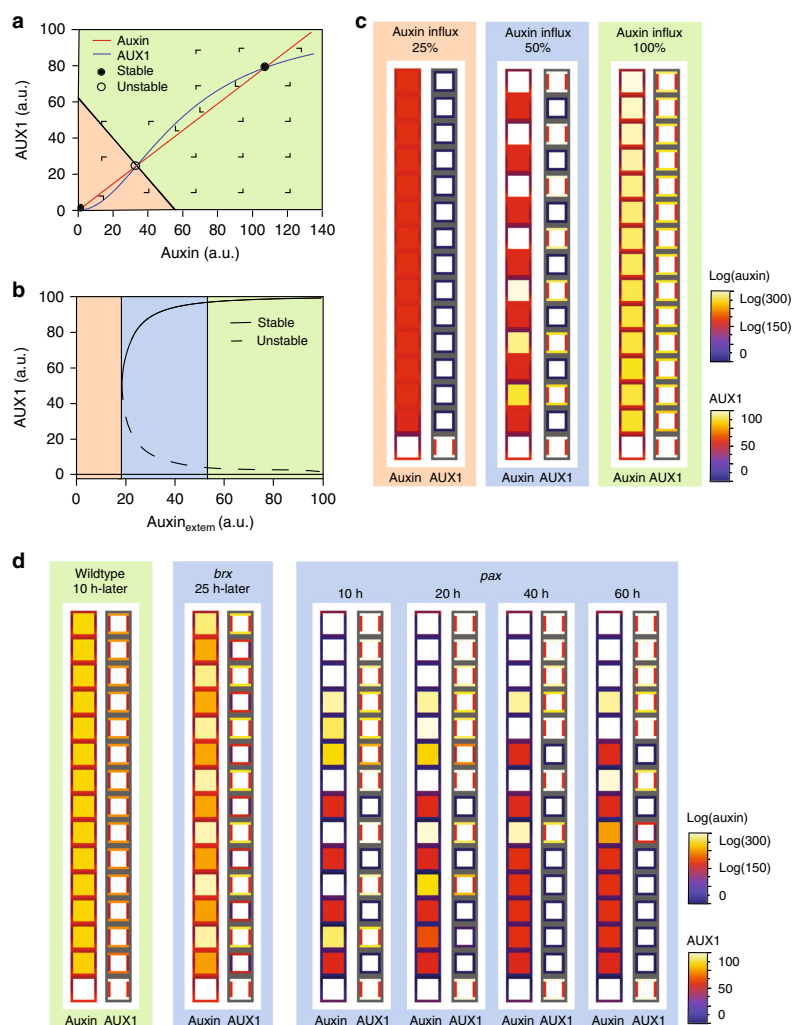 a
AUX1 (a.u.)
100
80
60
40
20
0
Auxin
AUX1
Stable
Unstable
0 20 40 60 80 100 120 140
Auxin (a.u.)
b
AUX1 (a.u.)
100
80
60
40
20
0
Stable
Unstable
0 20 40 60 80 100
Auxin extern (a.u.)
c
Auxin influx
25%
Auxin AUX1
Auxin influx
50%
Auxin AUX1
Auxin influx
100%
Auxin AUX1
Log(auxin)
Log(300)
Log(150)
0
AUX1
100
50
0
d
Wildtype
10 h-later
Auxin AUX1
brx
25 h-later
Auxin AUX1
pax
10 h 20 h 40 h 60 h
Auxin AUX1 Auxin AUX1 Auxin AUX1 Auxin AUX1
Log(auxin)
Log(300)
Log(150)
0
AUX1
100
50
0